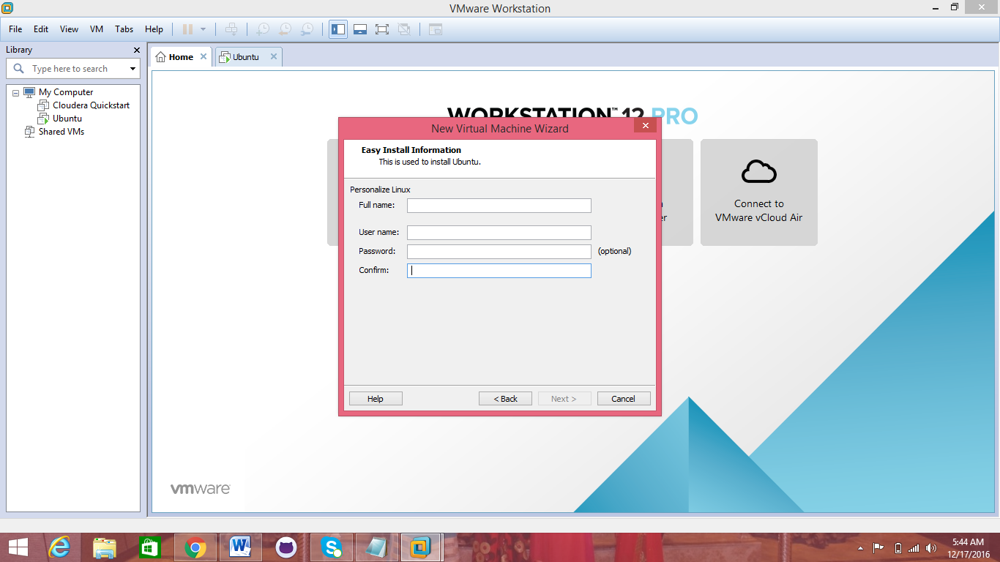 VMware Workstation
File Edit View VM Tabs Help
Library
Type here to search
My Computer
Cloudera Quickstart
Ubuntu
Shared VMs
Home
Ubuntu
WORKSTATION™ 12 PRO
Connect to
VMware vCloud Air
New Virtual Machine Wizard
Easy Install Information
This is used to install Ubuntu.
Personalize Linux
Full name:
User name:
Password: (optional)
Confirm:
Help < Back Next > Cancel
vmware
5:44 AM
12/17/2016